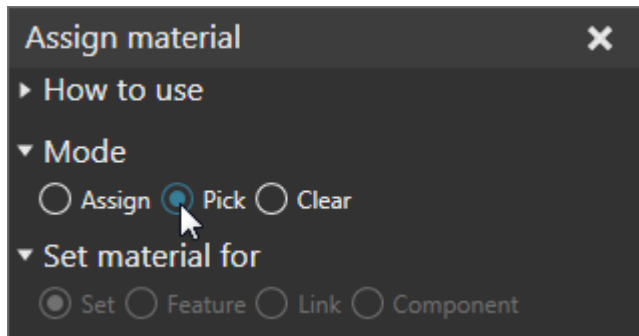 Assign material
How to use
Mode
Assign Pick Clear
Set material for
Set Feature Link Component